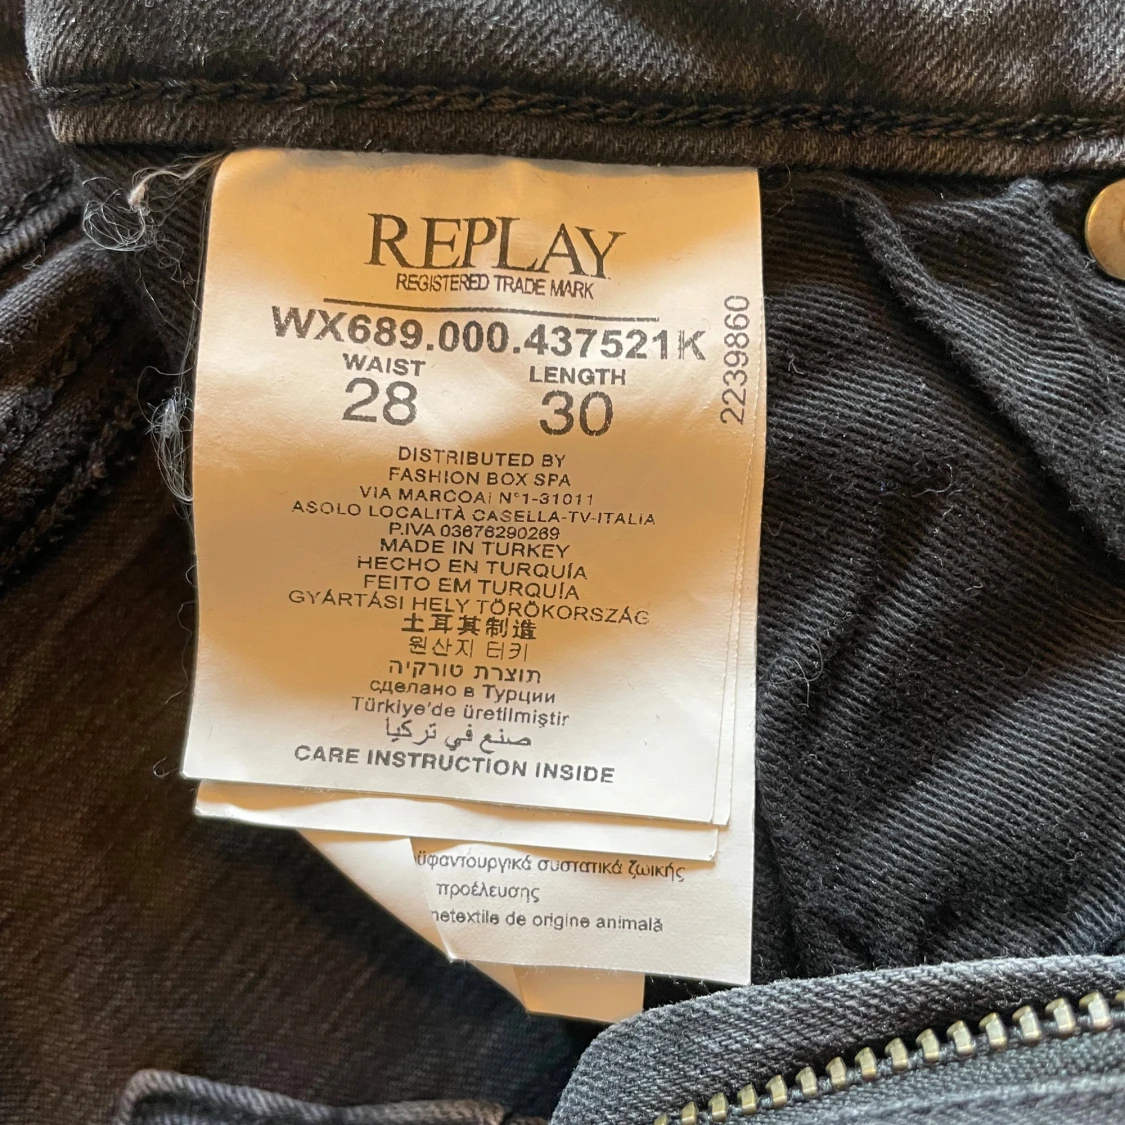 REPLAY
REGISTERED TRADE MARK
WX689.000.437521K
2239860
WAIST LENGTH
28 30
DISTRIBUTED BY
FASHION BOX SPA
VIA MARCOAI N°1-31011
ASOLO LOCALITÀ CASELLA-TV-ITALIA
P.IVA 03676290269
MADE IN TURKEY
HECHO EN TURQUÍA
FEITO EM TURQUÍA
GYÁRTÁSI HELY TÖRÖKORSZÁG
土耳其制造
원산지 터키
תוצרת טורקיה
сделано в Турции
Türkiye'de üretilmiştir
صنع في تركيا
CARE INSTRUCTION INSIDE
ϋφαντουργικά συστατικά ζωικής
προέλευσης
netextile de origine animală